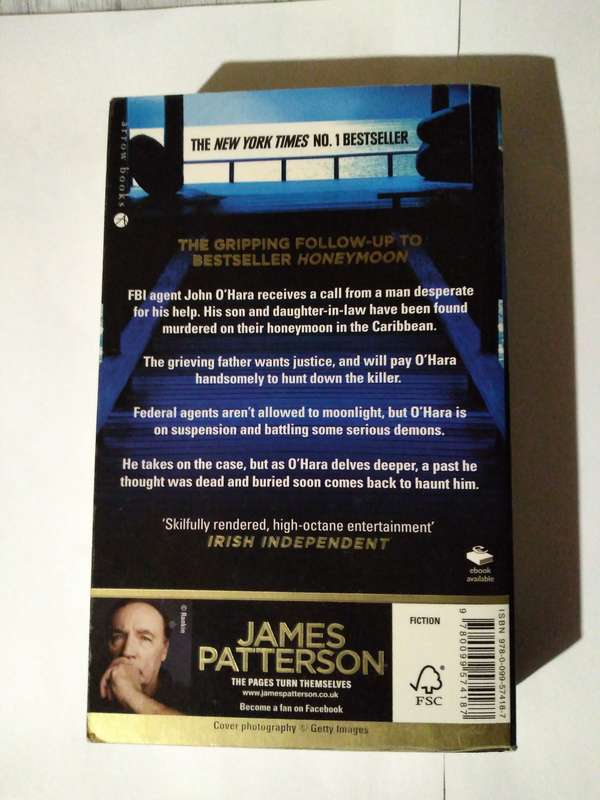 arrow books
THE NEW YORK TIMES NO. 1 BESTSELLER
THE GRIPPING FOLLOW-UP TO
BESTSELLER HONEYMOON
FBI agent John O'Hara receives a call from a man desperate
for his help. His son and daughter-in-law have been found
murdered on their honeymoon in the Caribbean.
The grieving father wants justice, and will pay O'Hara
handsomely to hunt down the killer.
Federal agents aren't allowed to moonlight, but O'Hara is
on suspension and battling some serious demons.
He takes on the case, but as O'Hara delves deeper, a past he
thought was dead and buried soon comes back to haunt him.
'Skilfully rendered, high-octane entertainment'
IRISH INDEPENDENT
ebook
available
© Rankin
JAMES
PATTERSON
THE PAGES TURN THEMSELVES
www.jamespatterson.co.uk
Become a fan on Facebook
FICTION
FSC
ISBN 978-0-099-57418-7
9 780099 574187
Cover photography © Getty Images